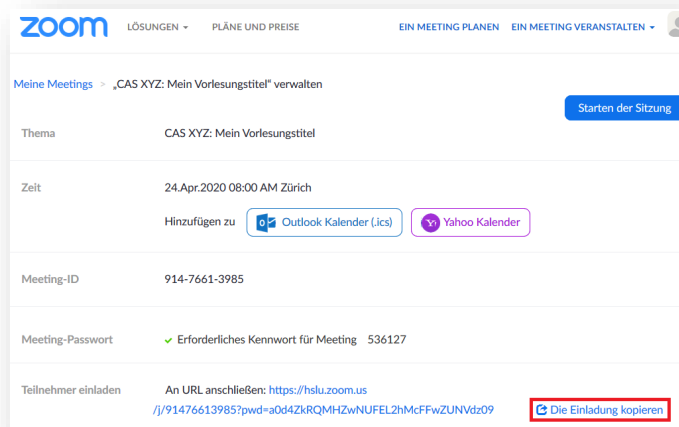 zoom LÖSUNGEN PLÄNE UND PREISE EIN MEETING PLANEN EIN MEETING VERANSTALTEN
Meine Meetings > „CAS XYZ: Mein Vorlesungstitel“ verwalten
Starten der Sitzung
Thema CAS XYZ: Mein Vorlesungstitel
Zeit 24.Apr.2020 08:00 AM Zürich
Hinzufügen zu Outlook Kalender (.ics) Yahoo Kalender
Meeting-ID 914-7661-3985
Meeting-Passwort Erforderliches Kennwort für Meeting 536127
Teilnehmer einladen An URL anschließen: https://hslu.zoom.us
/j/91476613985?pwd=a0d4ZkRQMHZwNUFEL2hMcFFwZUNVdz09 Die Einladung kopieren